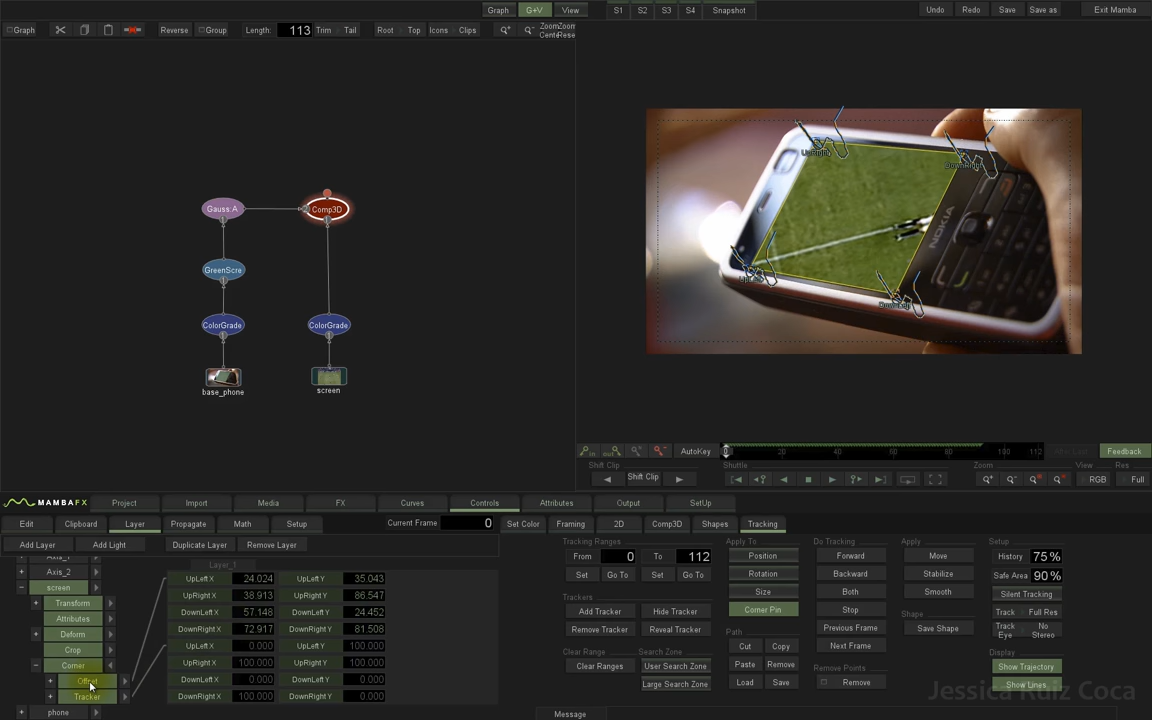 Graph G+V View S1 S2 S3 S4 Snapshot Undo Redo Save Save as Exit Mamba
Graph Reverse Group Length: 113 Trim Tail Root Top Icons Clips
Gauss:A Comp3D
GreenScre
ColorGrade ColorGrade
base_phone screen
NOKIA
AutoKey 0 20 100 112 Feedback
Shift Clip Shuttle Zoom View Res
Shift Clip RGB Full
MAMBAFX Project Import Media FX Curves Controls Attributes Output SetUp
Edit Clipboard Layer Propagate Math Setup Current Frame 0 Set Color Framing 2D Comp3D Shapes Tracking
Add Layer Add Light Duplicate Layer Remove Layer
Axis_1
Axis_2
screen
Transform
Attributes
Deform
Crop
Corner
Offset
Tracker
phone
Layer_1
UpLeft X 24.024 UpLeft Y 35.043
UpRight X 38.913 UpRight Y 86.547
DownLeft X 57.148 DownLeft Y 24.452
DownRight X 72.917 DownRight Y 81.508
UpLeft X 0.000 UpLeft Y 100.000
UpRight X 100.000 UpRight Y 100.000
DownLeft X 0.000 DownLeft Y 0.000
DownRight X 100.000 DownRight Y 0.000
Tracking Ranges
From 0 To 112
Set Go To Set Go To
Trackers
Add Tracker Hide Tracker
Remove Tracker Reveal Tracker
Clear Range Search Zone
Clear Ranges User Search Zone
Large Search Zone
Apply To
Position
Rotation
Size
Corner Pin
Path
Cut Copy
Paste Remove
Load Save
Do Tracking
Forward
Backward
Both
Stop
Previous Frame
Next Frame
Remove Points
Remove
Apply
Move
Stabilize
Smooth
Shape
Save Shape
Setup
History 75%
Safe Area 90%
Silent Tracking
Track Full Res
Track Eye No Stereo
Display
Show Trajectory
Show Lines
Message
Jessica Ruiz Coca